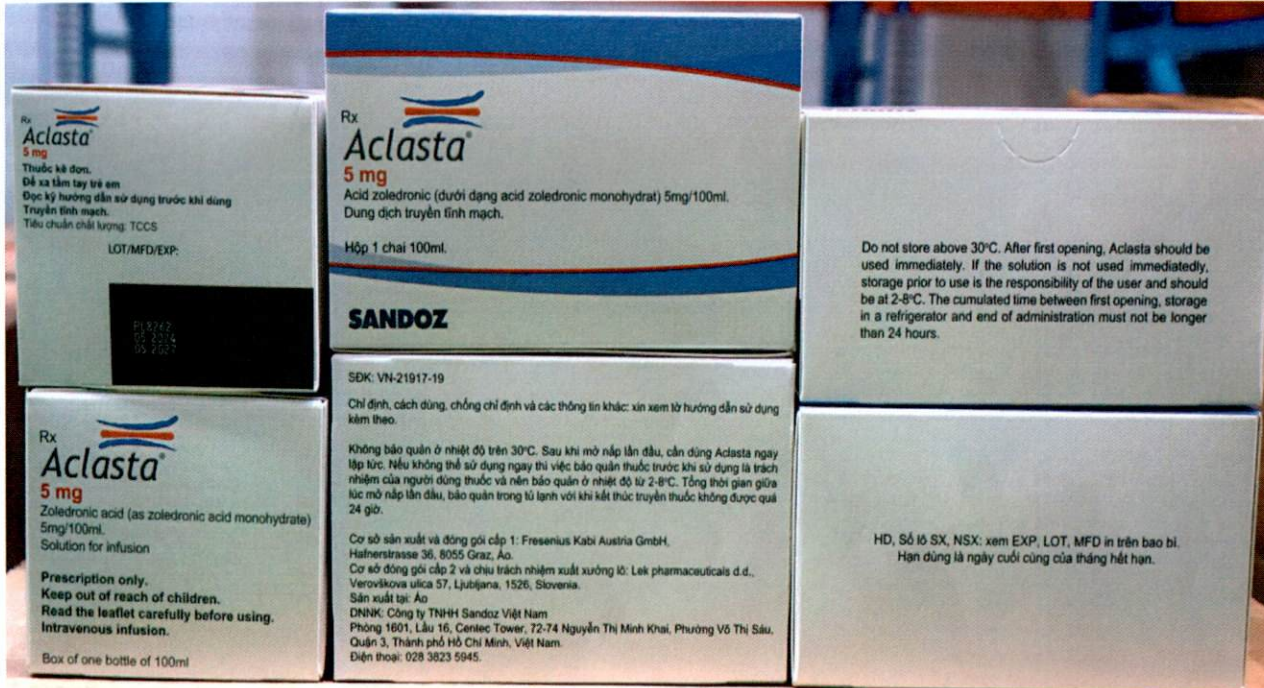 Rx
Aclasta®
5 mg
Thuốc kê đơn.
Để xa tầm tay trẻ em
Đọc kỹ hướng dẫn sử dụng trước khi dùng
Truyền tĩnh mạch.
Tiêu chuẩn chất lượng: TCCS
LOT/MFD/EXP:
PL8262
05 2024
05 2027
Rx
Aclasta®
5 mg
Acid zoledronic (dưới dạng acid zoledronic monohydrat) 5mg/100ml.
Dung dịch truyền tĩnh mạch.
Hộp 1 chai 100ml.
SANDOZ
Do not store above 30°C. After first opening, Aclasta should be
used immediately. If the solution is not used immediatedly,
storage prior to use is the responsibility of the user and should
be at 2-8°C. The cumulated time between first opening, storage
in a refrigerator and end of administration must not be longer
than 24 hours.
Rx
Aclasta®
5 mg
Zoledronic acid (as zoledronic acid monohydrate)
5mg/100ml.
Solution for infusion
Prescription only.
Keep out of reach of children.
Read the leaflet carefully before using.
Intravenous infusion.
Box of one bottle of 100ml
SĐK: VN-21917-19
Chỉ định, cách dùng, chống chỉ định và các thông tin khác: xin xem tờ hướng dẫn sử dụng
kèm theo.
Không bảo quản ở nhiệt độ trên 30°C. Sau khi mở nắp lần đầu, cần dùng Aclasta ngay
lập tức. Nếu không thể sử dụng ngay thì việc bảo quản thuốc trước khi sử dụng là trách
nhiệm của người dùng thuốc và nên bảo quản ở nhiệt độ từ 2-8°C. Tổng thời gian giữa
lúc mở nắp lần đầu, bảo quản trong tủ lạnh với khi kết thúc truyền thuốc không được quá
24 giờ.
Cơ sở sản xuất và đóng gói cấp 1: Fresenius Kabi Austria GmbH,
Hafnerstrasse 36, 8055 Graz, Áo.
Cơ sở đóng gói cấp 2 và chịu trách nhiệm xuất xưởng lô: Lek pharmaceuticals d.d.,
Verovškova ulica 57, Ljubljana, 1526, Slovenia.
Sản xuất tại: Áo
DNNK: Công ty TNHH Sandoz Việt Nam
Phòng 1601, Lầu 16, Centec Tower, 72-74 Nguyễn Thị Minh Khai, Phường Võ Thị Sáu,
Quận 3, Thành phố Hồ Chí Minh, Việt Nam.
Điện thoại: 028 3823 5945.
HD, Số lô SX, NSX: xem EXP, LOT, MFD in trên bao bì.
Hạn dùng là ngày cuối cùng của tháng hết hạn.